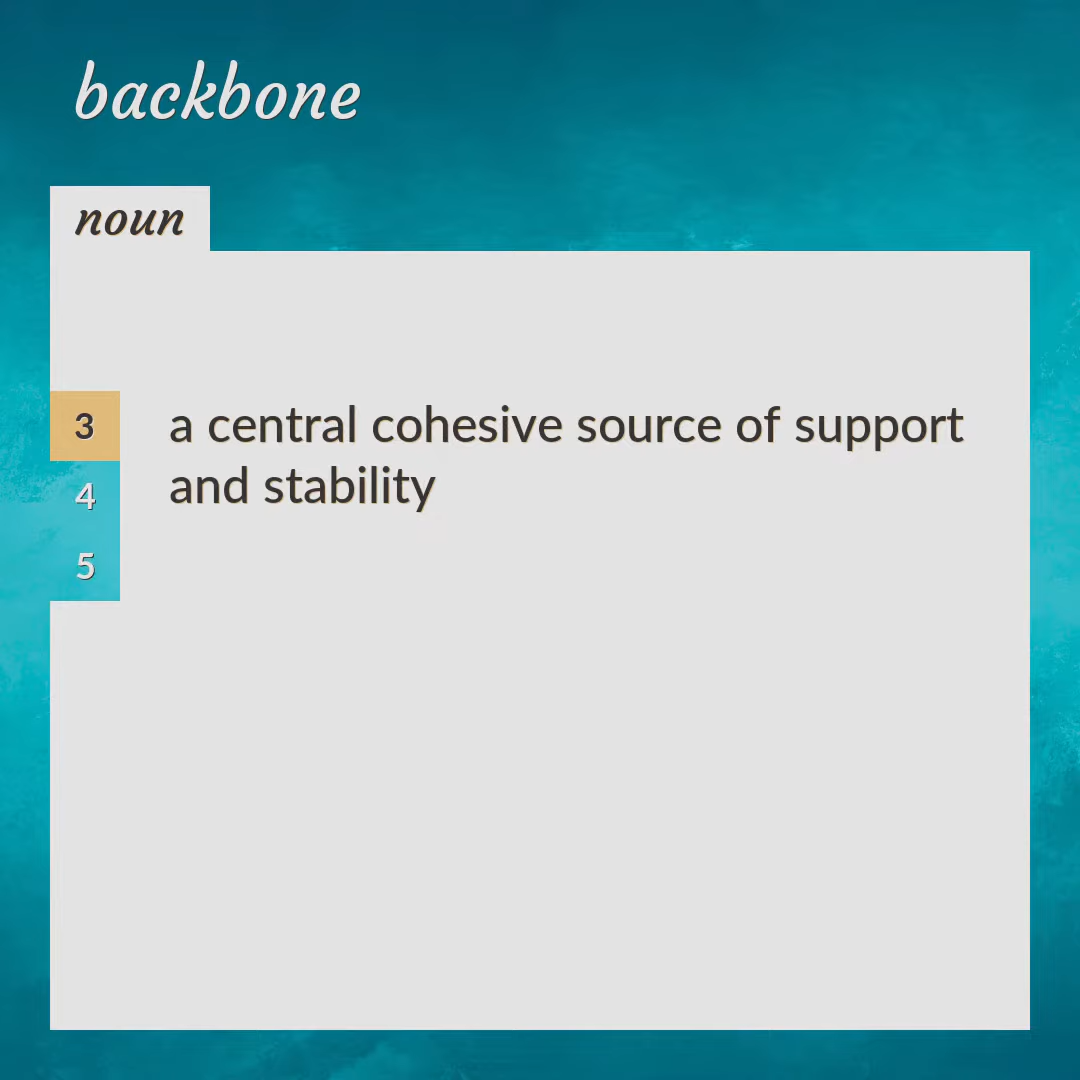 backbone
noun
3
a central cohesive source of support
and stability
4
5